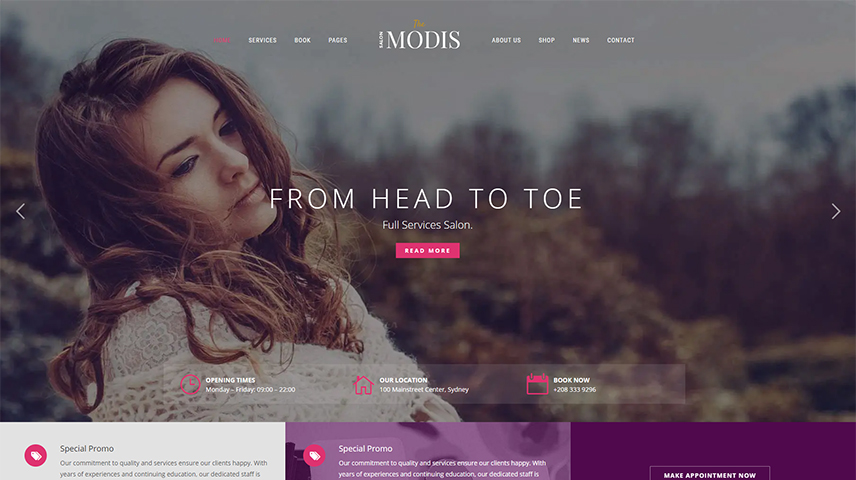 The
SALON MODIS
HOME SERVICES BOOK PAGES ABOUT US SHOP NEWS CONTACT
FROM HEAD TO TOE
Full Services Salon.
READ MORE
OPENING TIMES
Monday – Friday: 09:00 – 22:00
OUR LOCATION
100 Mainstreet Center, Sydney
BOOK NOW
+208 333 9296
Special Promo
Our commitment to quality and services ensure our clients happy. With
years of experiences and continuing education, our dedicated staff is
Special Promo
Our commitment to quality and services ensure our clients happy. With
years of experiences and continuing education, our dedicated staff is
MAKE APPOINTMENT NOW